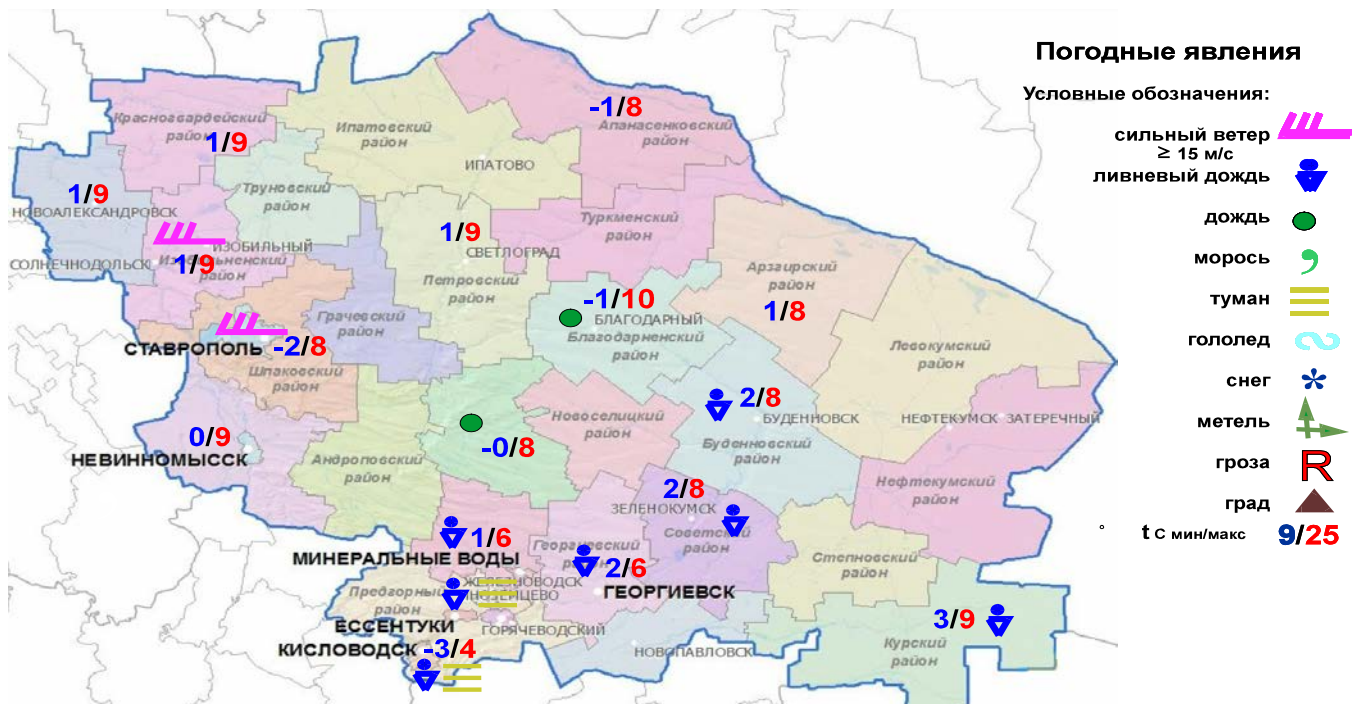 Погодные явления
Условные обозначения:
сильный ветер
≥ 15 м/с
ливневый дождь
дождь
морось
туман
гололед
снег
метель
гроза
R
град
° t С мин/макс 9/25
-1/8
Апанасенковский
район
Красногвардейский
район
1/9
Ипатовский
район
ИПАТОВО
Труновский
район
1/9
НОВОАЛЕКСАНДРОВСК
Туркменский
район
1/9
СВЕТЛОГРАД
ИЗОБИЛЬНЫЙ
СОЛНЕЧНОДОЛЬСК
1/9
район
Петровский
район
Арзгирский
район
1/8
-1/10
БЛАГОДАРНЫЙ
Благодарненский
район
Грачевский
район
СТАВРОПОЛЬ
-2/8
Шпаковский
район
Левокумский
район
2/8
БУДЕННОВСК
НЕФТЕКУМСК
ЗАТЕРЕЧНЫЙ
Новоселицкий
район
Буденновский
район
0/9
НЕВИННОМЫССК
Андроповский
район
-0/8
2/8
ЗЕЛЕНОКУМСК
Советский
район
Нефтекумский
район
1/6
МИНЕРАЛЬНЫЕ ВОДЫ
Георгиевский
район
2/6
ГЕОРГИЕВСК
Степновский
район
Предгорный
район
ЕССЕНТУКИ
ГОРЯЧЕВОДСКИЙ
КИСЛОВОДСК
-3/4
НОВОПАВЛОВСК
3/9
Курский
район